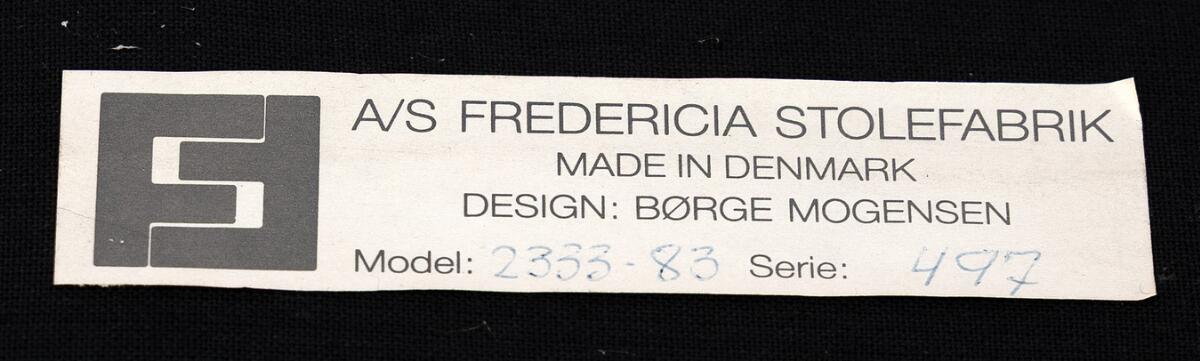 A/S FREDERICIA STOLEFABRIK
MADE IN DENMARK
DESIGN: BØRGE MOGENSEN
Model: 2333-83 Serie: 497